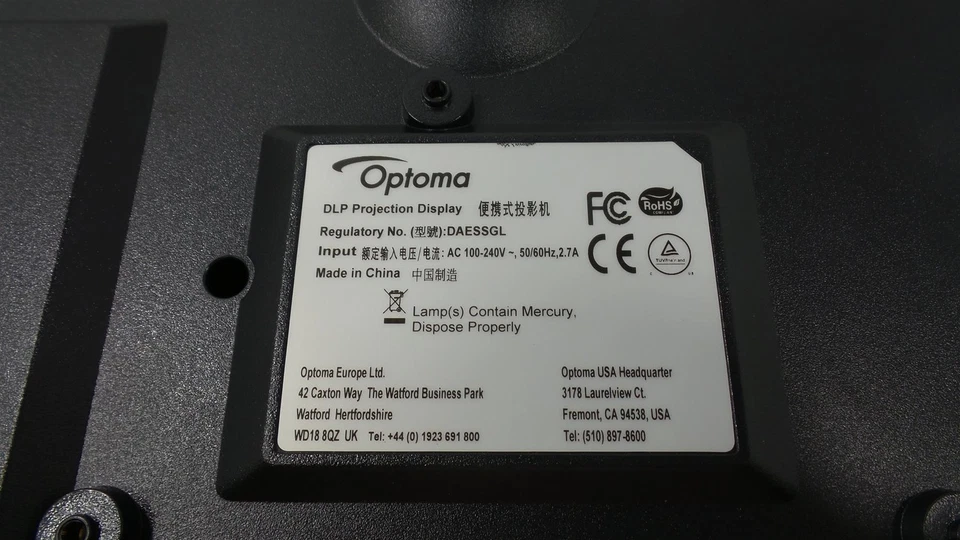 Optoma
DLP Projection Display 便携式投影机
Regulatory No. (型號):DAESSGL
Input 额定输入电压/电流: AC 100-240V ~, 50/60Hz,2.7A
Made in China 中国制造
FC
RoHS
CE
Lamp(s) Contain Mercury,
Dispose Properly
Optoma Europe Ltd.
42 Caxton Way The Watford Business Park
Watford Hertfordshire
WD18 8QZ UK Tel: +44 (0) 1923 691 800
Optoma USA Headquarter
3178 Laurelview Ct.
Fremont, CA 94538, USA
Tel: (510) 897-8600